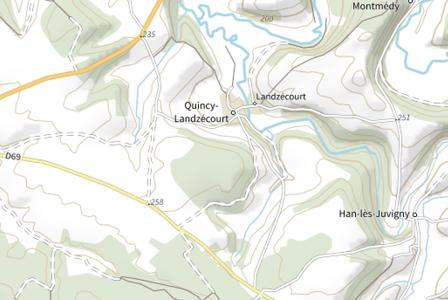 Montmédy
200
235
Landzécourt
Quincy-
Landzécourt
251
D69
258
Han-lès-Juvigny